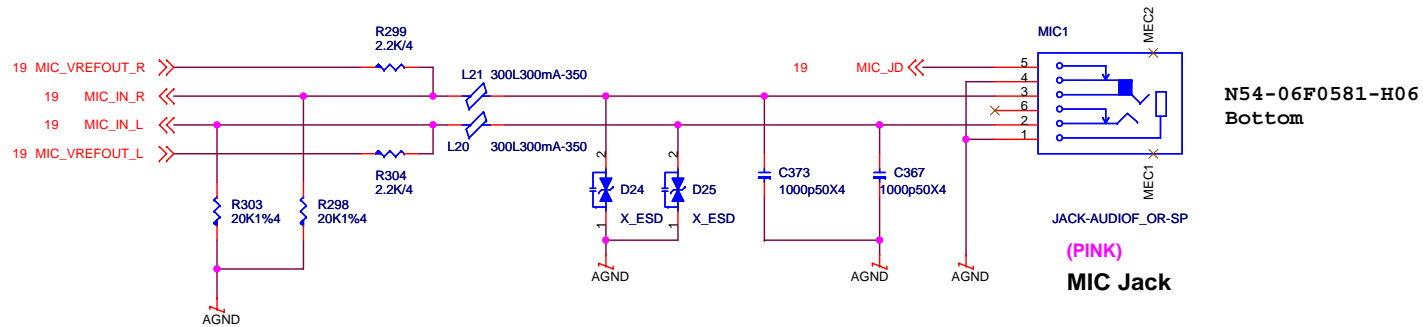 R299
2.2K/4
19 MIC_VREFOUT_R
19 MIC_IN_R
19 MIC_IN_L
19 MIC_VREFOUT_L
L21 300L300mA-350
L20 300L300mA-350
R304
2.2K/4
R303
20K1%4
R298
20K1%4
AGND
2
D24
X_ESD
1
2
D25
X_ESD
1
AGND
C373
1000p50X4
C367
1000p50X4
AGND
19 MIC_JD
AGND
MIC1
MEC2
5
4
3
6
2
1
MEC1
JACK-AUDIOF_OR-SP
(PINK)
MIC Jack
N54-06F0581-H06
Bottom